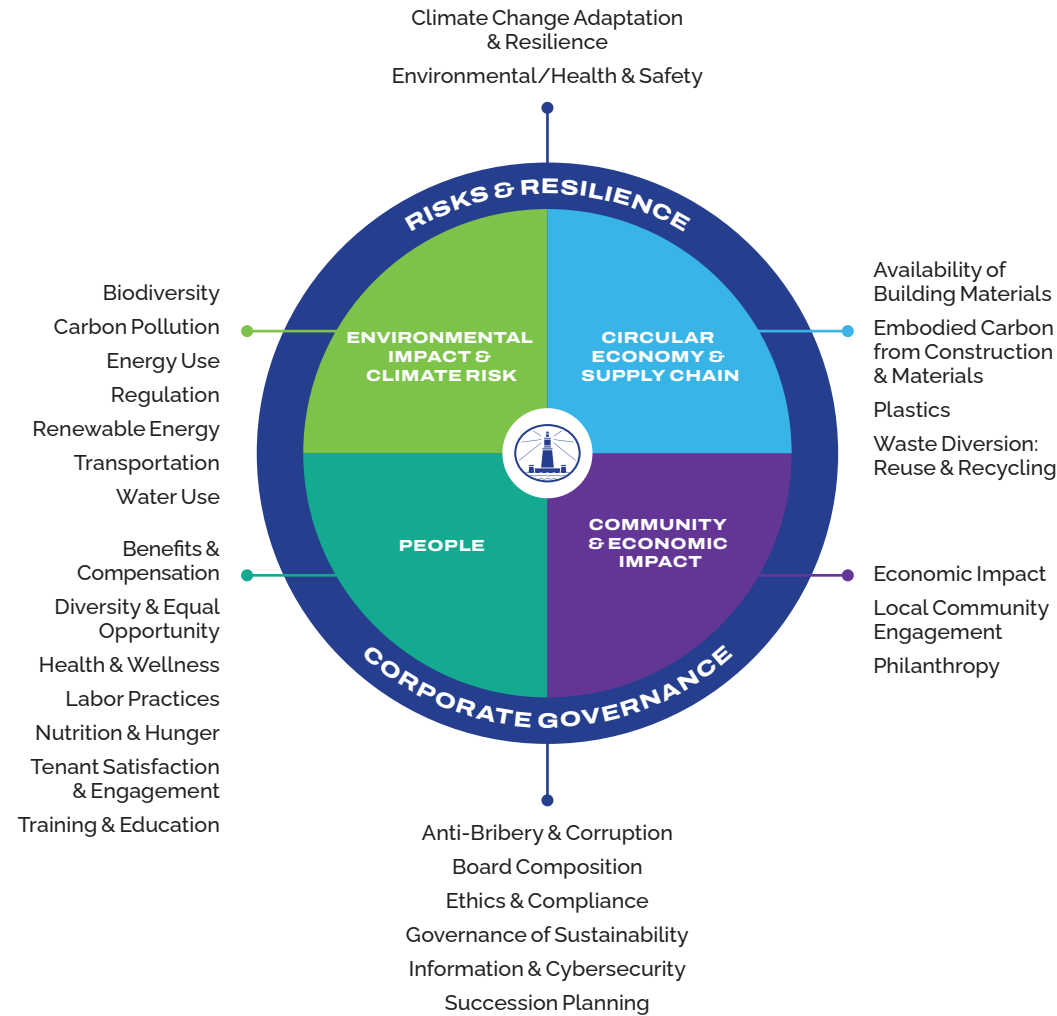 Climate Change Adaptation
& Resilience
Environmental/Health & Safety
RISKS & RESILIENCE
Biodiversity
Carbon Pollution
Energy Use
Regulation
Renewable Energy
Transportation
Water Use
ENVIRONMENTAL
IMPACT &
CLIMATE RISK
CIRCULAR
ECONOMY &
SUPPLY CHAIN
Availability of
Building Materials
Embodied Carbon
from Construction
& Materials
Plastics
Waste Diversion:
Reuse & Recycling
Benefits &
Compensation
Diversity & Equal
Opportunity
Health & Wellness
Labor Practices
Nutrition & Hunger
Tenant Satisfaction
& Engagement
Training & Education
PEOPLE
COMMUNITY
& ECONOMIC
IMPACT
Economic Impact
Local Community
Engagement
Philanthropy
CORPORATE GOVERNANCE
Anti-Bribery & Corruption
Board Composition
Ethics & Compliance
Governance of Sustainability
Information & Cybersecurity
Succession Planning